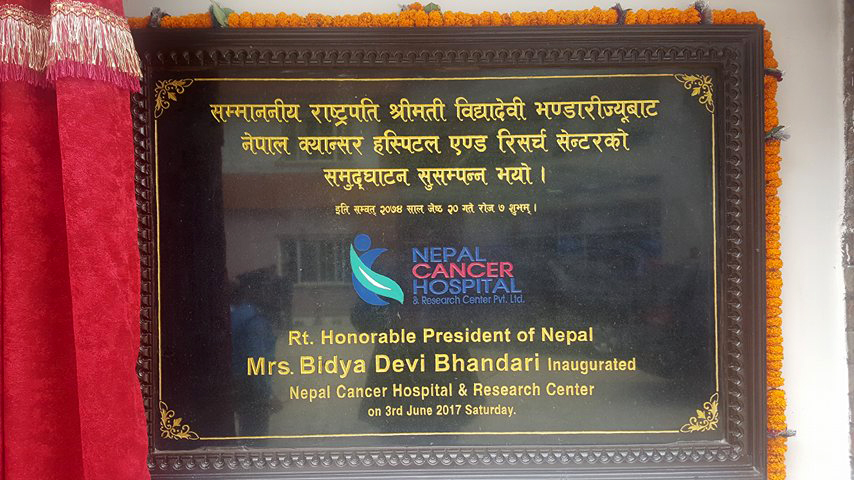 सम्माननीय राष्ट्रपति श्रीमती विद्यादेवी भण्डारीज्यूबाट
नेपाल क्यान्सर हस्पिटल एण्ड रिसर्च सेन्टरको
समुद्घाटन सुसम्पन्न भयो ।
इति सम्वत् २०७४ साल जेष्ठ २० गते रोज ७ शुभम् ।
NEPAL
CANCER
HOSPITAL
& Research Center Pvt. Ltd.
Rt. Honorable President of Nepal
Mrs. Bidya Devi Bhandari Inaugurated
Nepal Cancer Hospital & Research Center
on 3rd June 2017 Saturday.